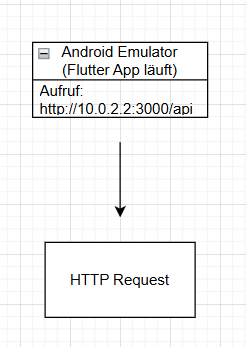 Android Emulator
(Flutter App läuft)
Aufruf:
http://10.0.2.2:3000/api
HTTP Request